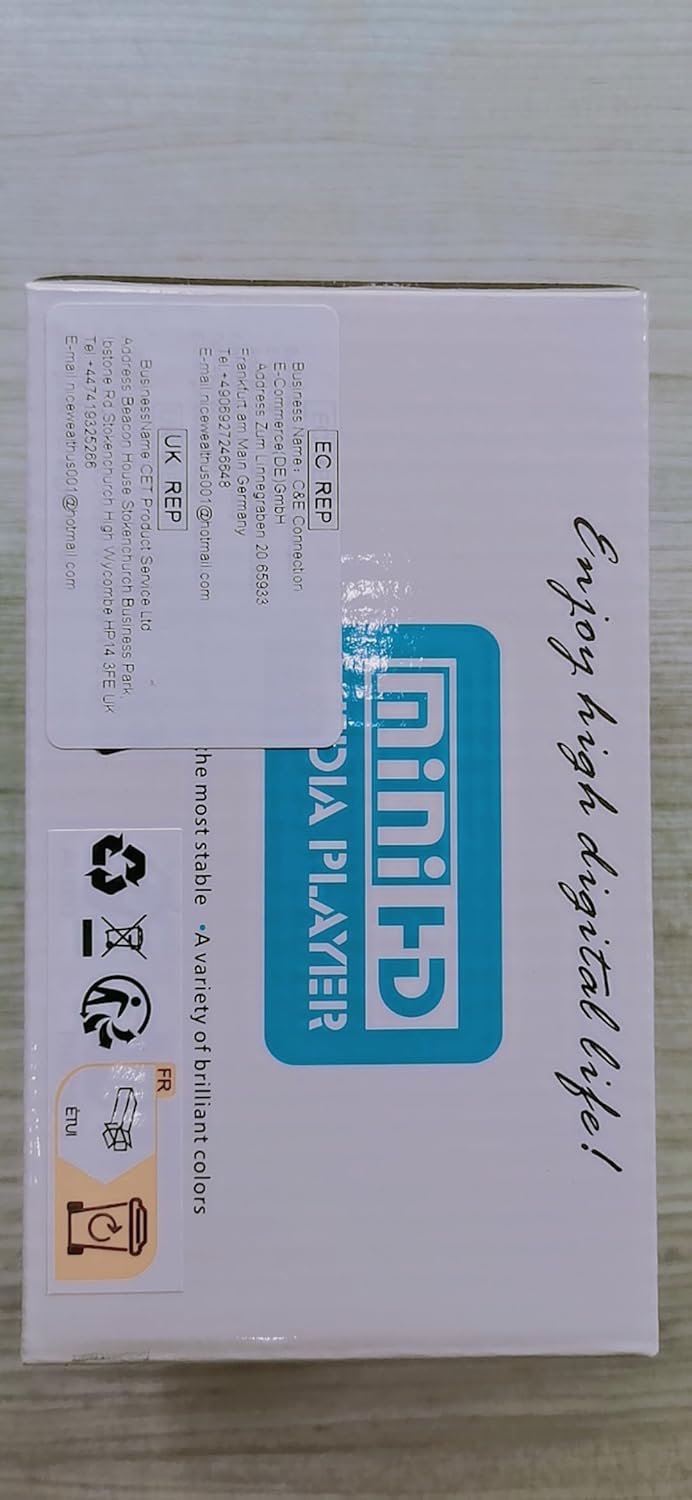 Enjoy high digital life!
mini HD
DIA PLAYER
he most stable •A variety of brilliant colors
EC REP
Business Name: C&E Connection
E-Commerce(DE)GmbH
Address Zum Linnegraben 20 65933
Frankfurt am Main Germany
Tel:+4906927246648
E-mail nicewealthus001@hotmail com
UK REP
BusinessName CET Product Service Ltd
Address Beacon House Stokenchurch Business Park,
Ibstone Rd Stokenchurch High Wycombe HP14 3FE UK
Tel +447419325266
E-mail nicewealthus001@hotmail com
FR
ÉTUI